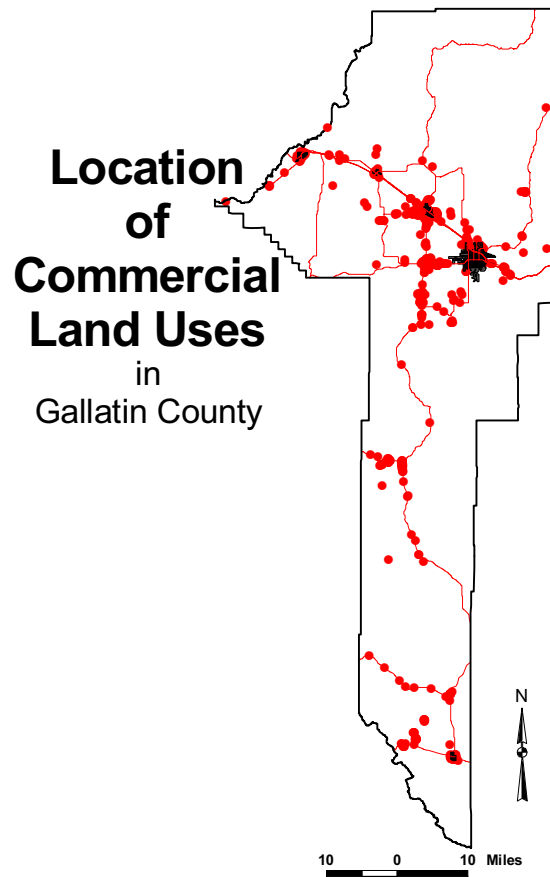 Location
of
Commercial
Land Uses
in
Gallatin County
N
10 0 10 Miles